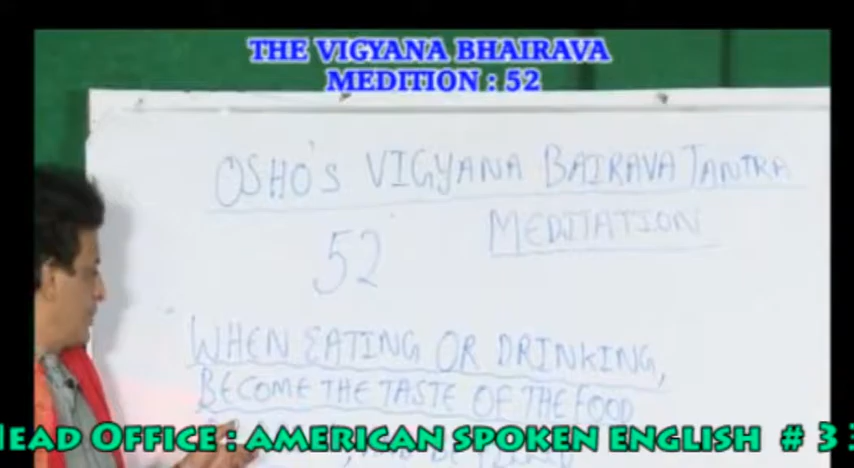 THE VIGYANA BHAIRAVA
MEDITION : 52
OSHO'S VIGYANA BAIRAVA TANTRA
52 MEDITATION
WHEN EATING OR DRINKING,
BECOME THE TASTE OF THE FOOD
HEAD OFFICE : AMERICAN SPOKEN ENGLISH # 3